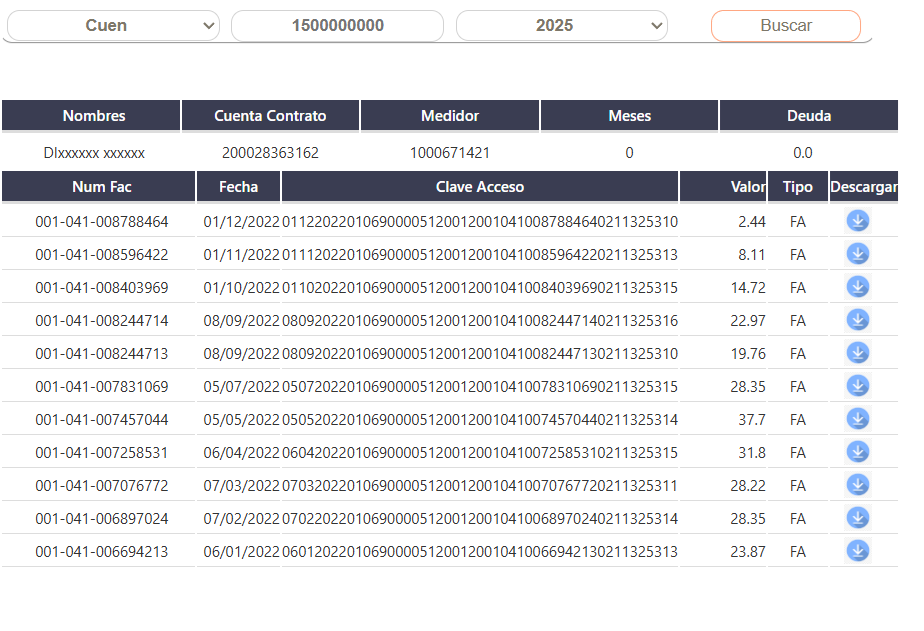 Cuen 1500000000 2025 Buscar
Nombres Cuenta Contrato Medidor Meses Deuda
DIxxxxxx xxxxxx 200028363162 1000671421 0 0.0
Num Fac Fecha Clave Acceso Valor Tipo Descargar
001-041-008788464 01/12/2022 0112202201069000051200120010410087884640211325310 2.44 FA
001-041-008596422 01/11/2022 0111202201069000051200120010410085964220211325313 8.11 FA
001-041-008403969 01/10/2022 0110202201069000051200120010410084039690211325315 14.72 FA
001-041-008244714 08/09/2022 0809202201069000051200120010410082447140211325316 22.97 FA
001-041-008244713 08/09/2022 0809202201069000051200120010410082447130211325310 19.76 FA
001-041-007831069 05/07/2022 0507202201069000051200120010410078310690211325315 28.35 FA
001-041-007457044 05/05/2022 0505202201069000051200120010410074570440211325314 37.7 FA
001-041-007258531 06/04/2022 0604202201069000051200120010410072585310211325315 31.8 FA
001-041-007076772 07/03/2022 0703202201069000051200120010410070767720211325311 28.22 FA
001-041-006897024 07/02/2022 0702202201069000051200120010410068970240211325314 28.35 FA
001-041-006694213 06/01/2022 0601202201069000051200120010410066942130211325313 23.87 FA